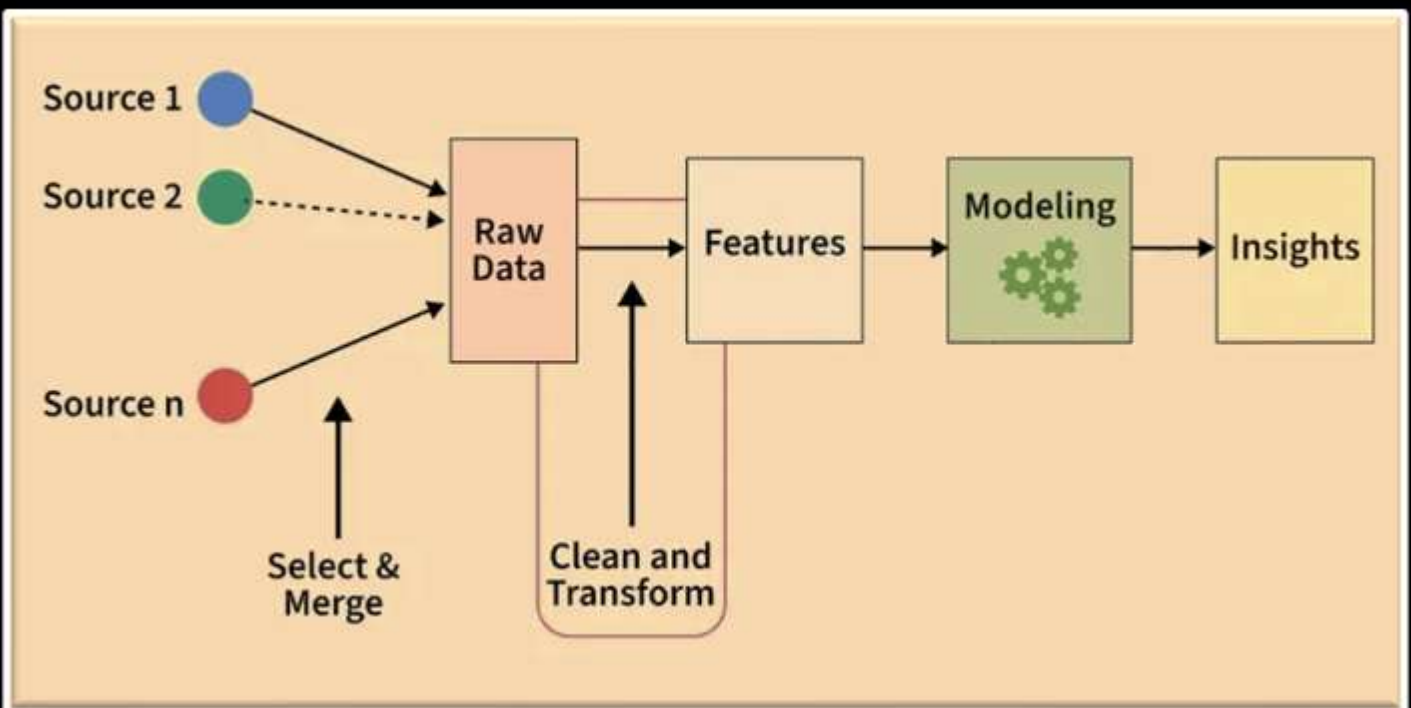 Source 1
Source 2
Source n
Select &
Merge
Raw
Data
Clean and
Transform
Features
Modeling
Insights